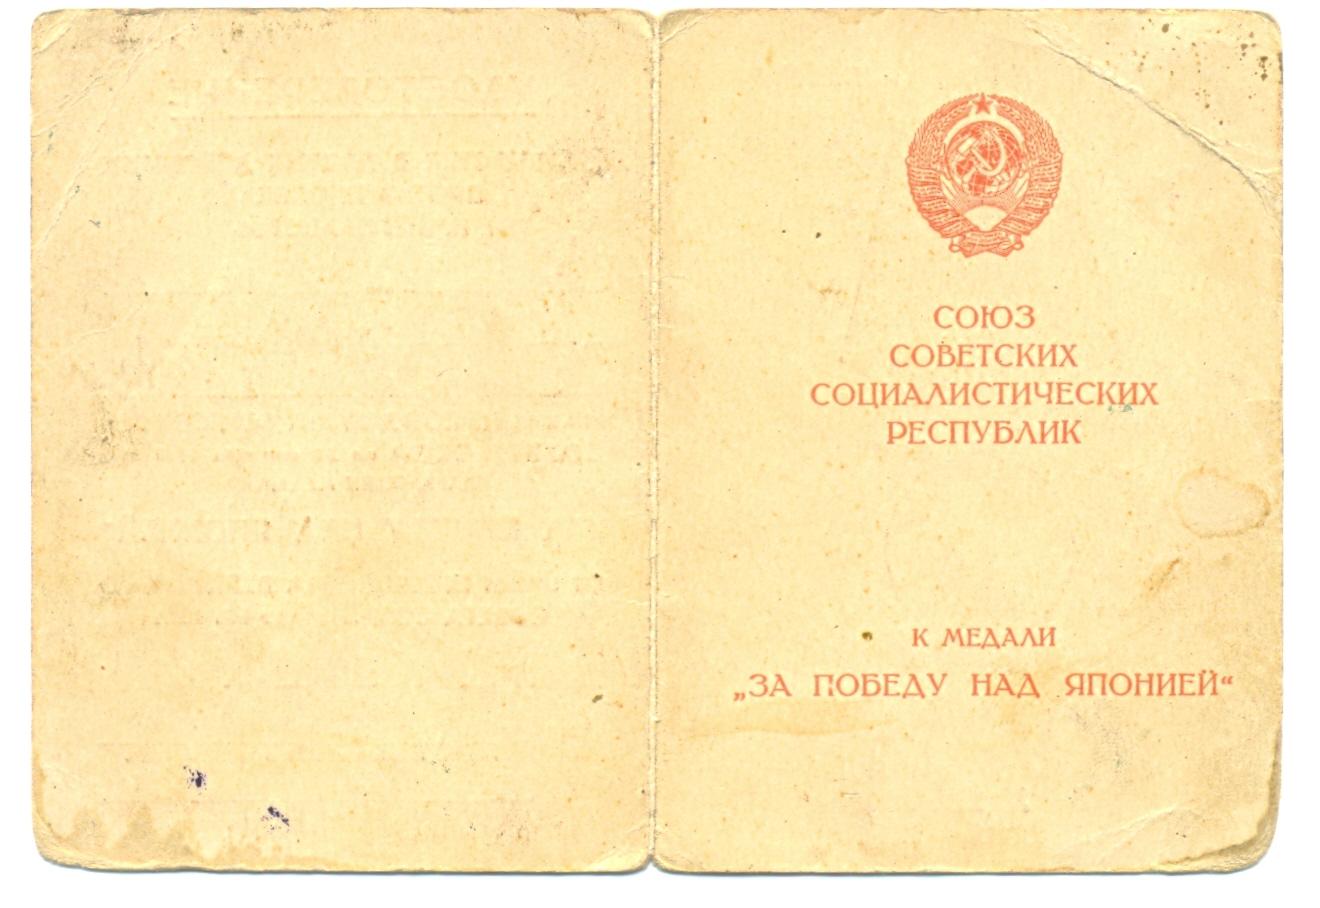 СОЮЗ
СОВЕТСКИХ
СОЦИАЛИСТИЧЕСКИХ
РЕСПУБЛИК
К МЕДАЛИ
„ЗА ПОБЕДУ НАД ЯПОНИЕЙ“